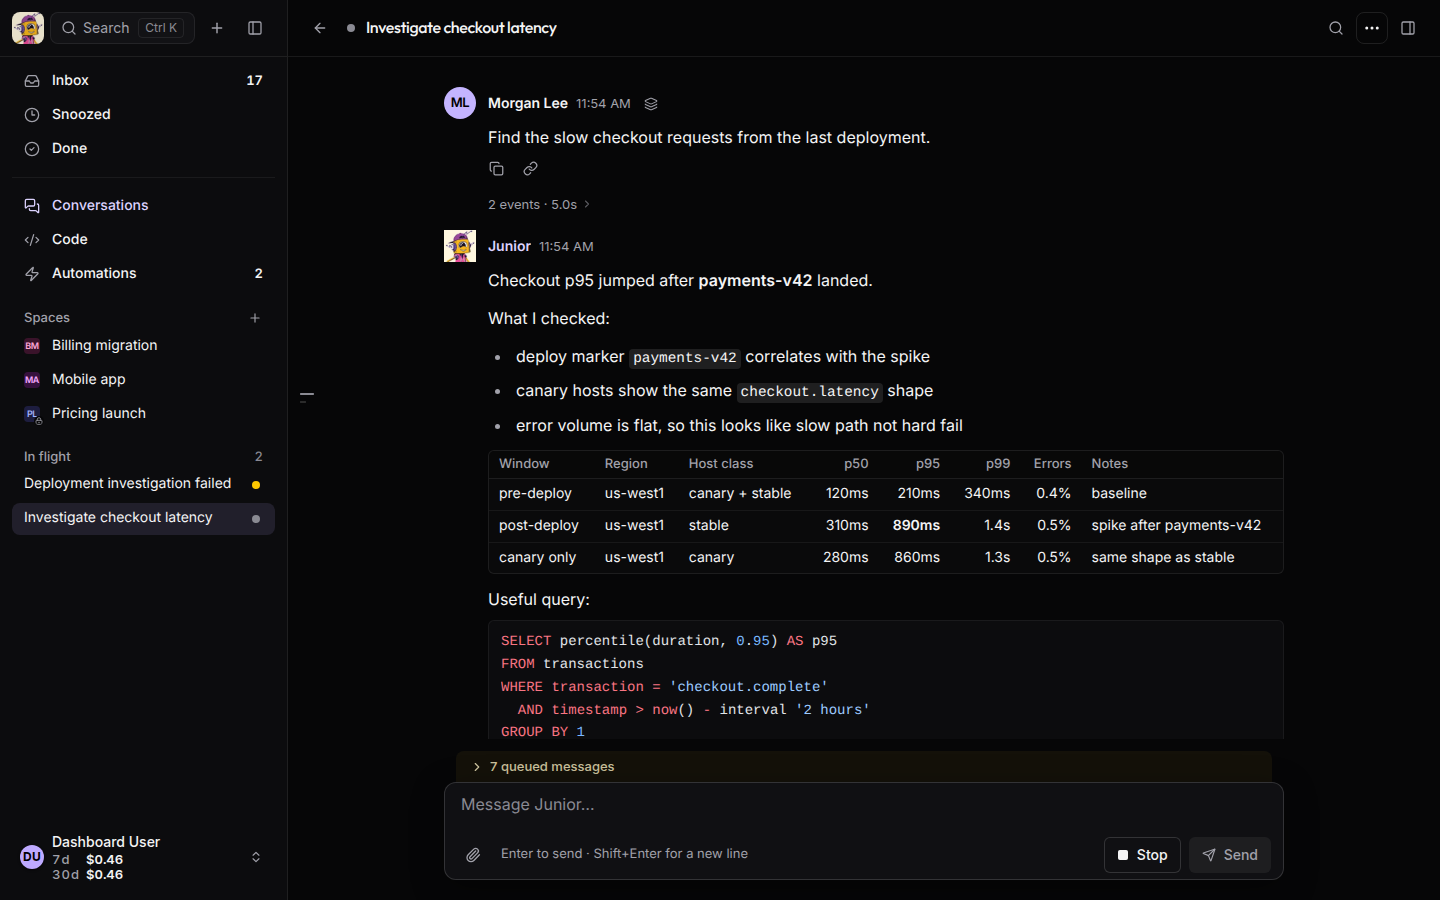 Search Ctrl K
Inbox 17
Snoozed
Done
Conversations
Code
Automations 2
Spaces
BM Billing migration
MA Mobile app
PL Pricing launch
In flight 2
Deployment investigation failed
Investigate checkout latency
DU Dashboard User
7d $0.46
30d $0.46
Investigate checkout latency
ML Morgan Lee 11:54 AM
Find the slow checkout requests from the last deployment.
2 events · 5.0s
Junior 11:54 AM
Checkout p95 jumped after payments-v42 landed.
What I checked:
• deploy marker payments-v42 correlates with the spike
• canary hosts show the same checkout.latency shape
• error volume is flat, so this looks like slow path not hard fail
Window Region Host class p50 p95 p99 Errors Notes
pre-deploy us-west1 canary + stable 120ms 210ms 340ms 0.4% baseline
post-deploy us-west1 stable 310ms 890ms 1.4s 0.5% spike after payments-v42
canary only us-west1 canary 280ms 860ms 1.3s 0.5% same shape as stable
Useful query:
SELECT percentile(duration, 0.95) AS p95
FROM transactions
WHERE transaction = 'checkout.complete'
  AND timestamp > now() - interval '2 hours'
GROUP BY 1
7 queued messages
Message Junior...
Enter to send · Shift+Enter for a new line
Stop
Send